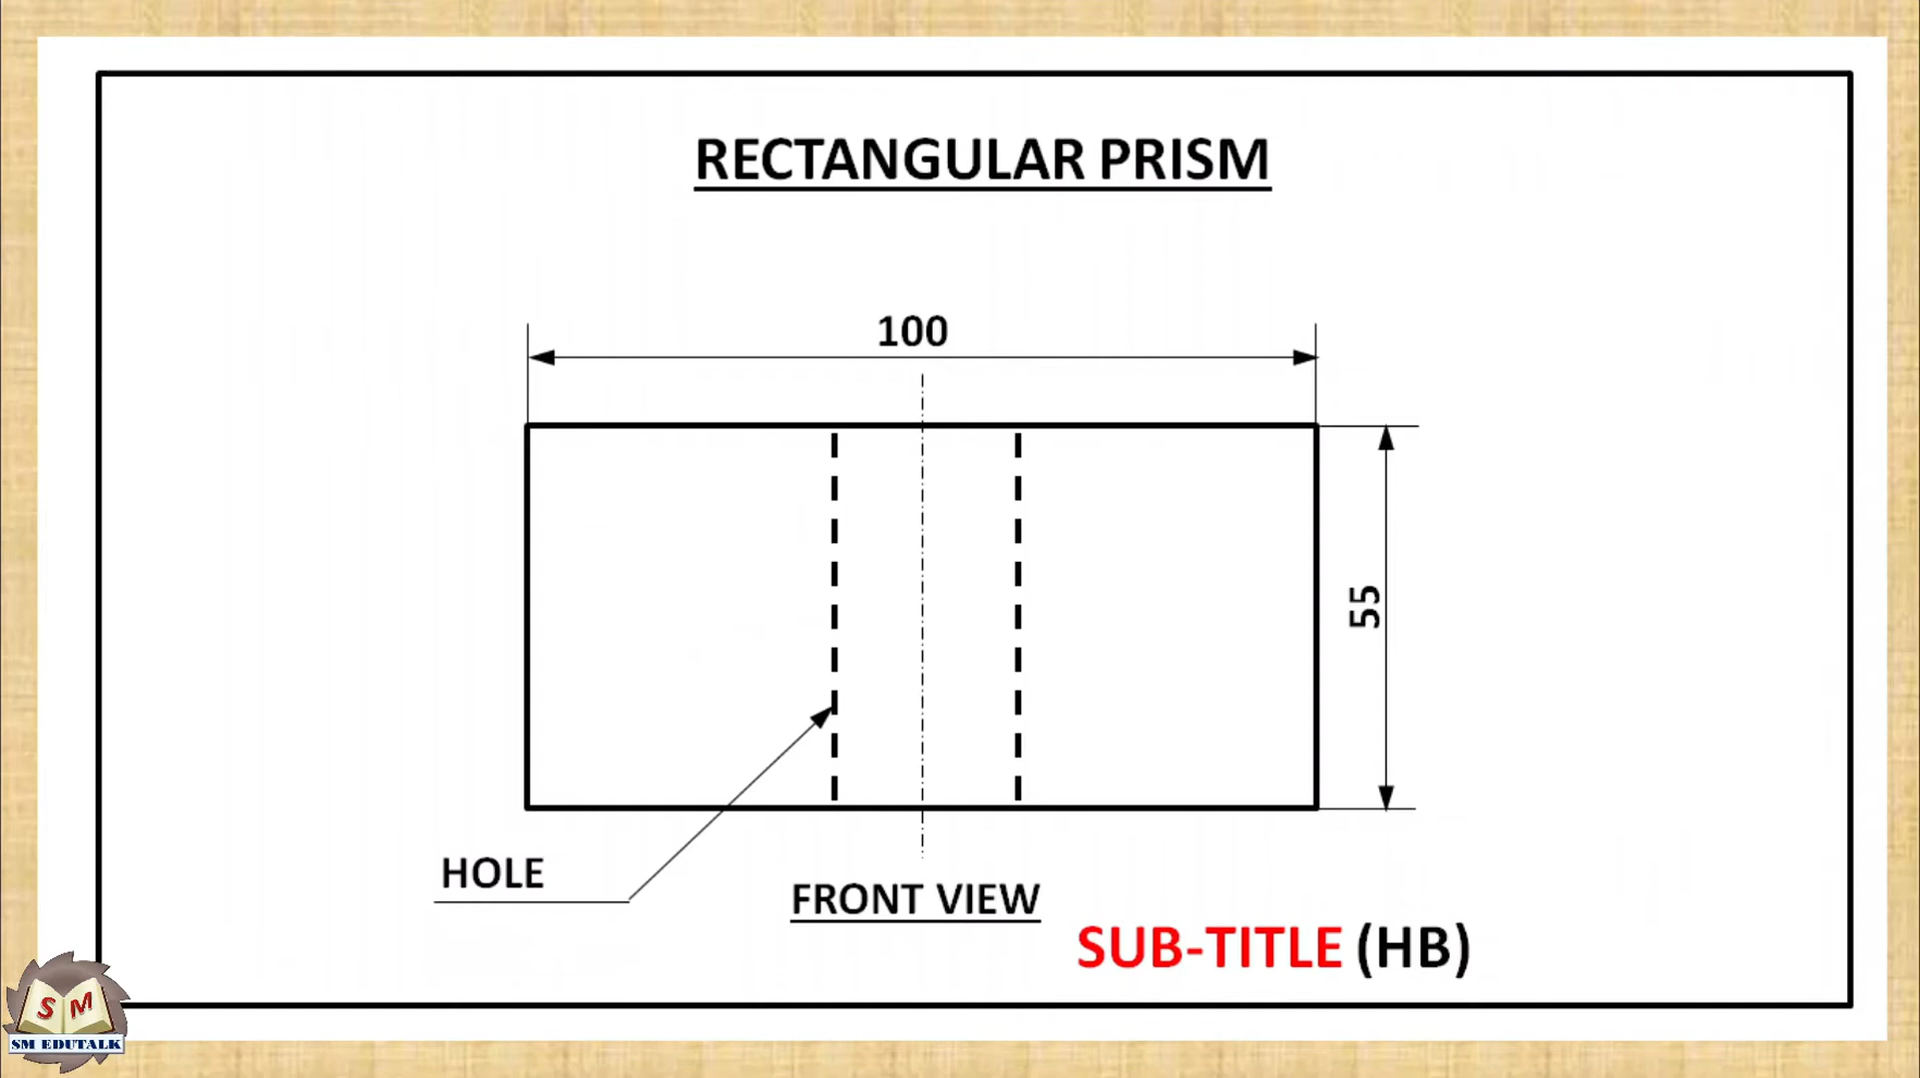 RECTANGULAR PRISM
100
55
HOLE
FRONT VIEW
SUB-TITLE (HB)
S M
SM EDUTALK